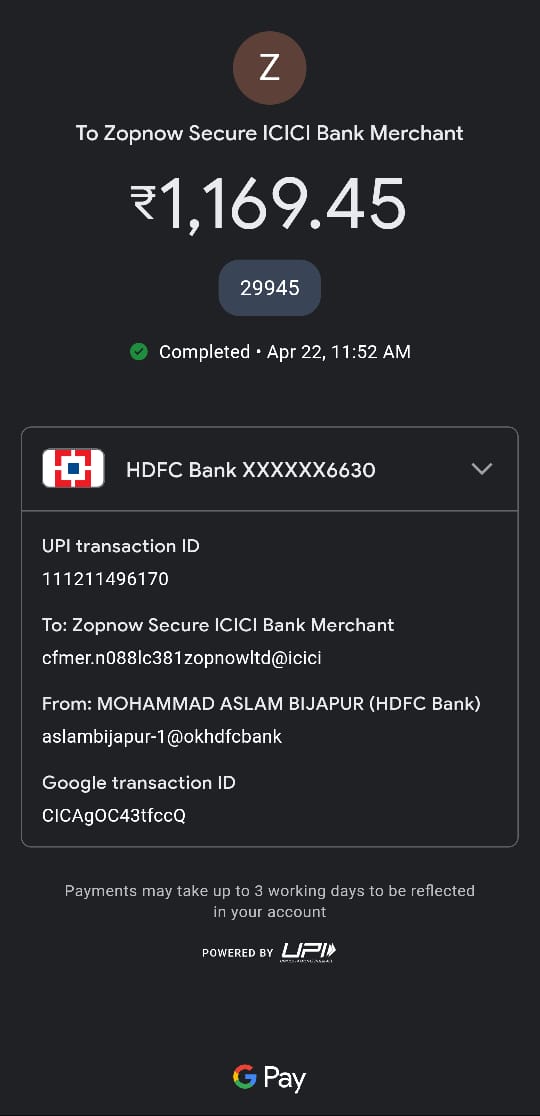 Z
To Zopnow Secure ICICI Bank Merchant
₹1,169.45
29945
Completed • Apr 22, 11:52 AM
HDFC Bank XXXXXX6630
UPI transaction ID
111211496170
To: Zopnow Secure ICICI Bank Merchant
cfmer.n088lc381zopnowltd@icici
From: MOHAMMAD ASLAM BIJAPUR (HDFC Bank)
aslambijapur-1@okhdfcbank
Google transaction ID
CICAgOC43tfccQ
Payments may take up to 3 working days to be reflected
in your account
POWERED BY UPI
G Pay